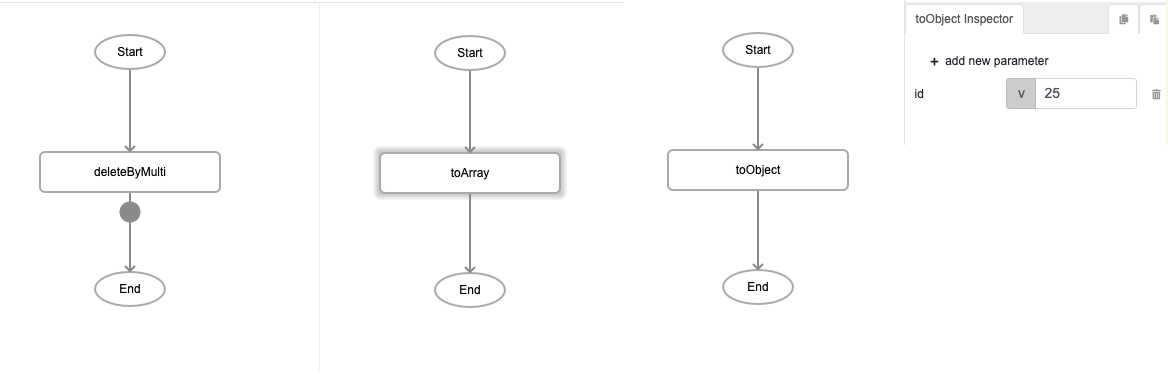 Start
deleteByMulti
End
Start
toArray
End
Start
toObject
End
toObject Inspector
+ add new parameter
id v 25